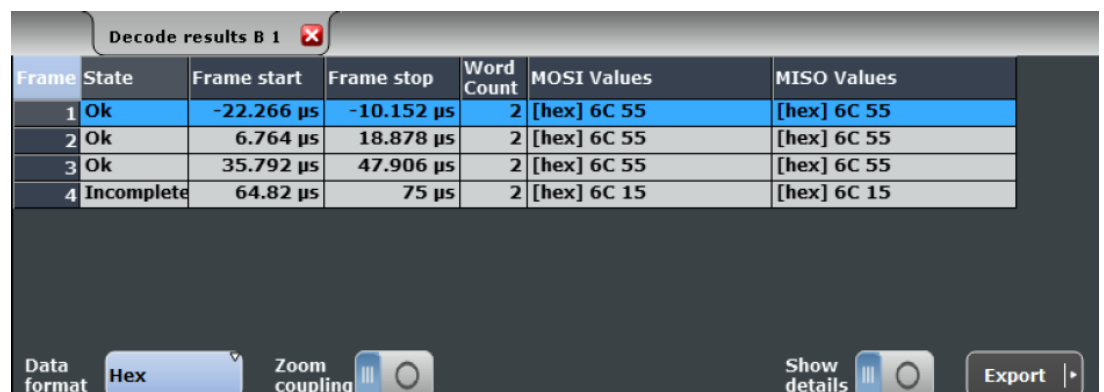 Decode results B 1
Frame State Frame start Frame stop Word Count MOSI Values MISO Values
1 Ok -22.266 µs -10.152 µs 2 [hex] 6C 55 [hex] 6C 55
2 Ok 6.764 µs 18.878 µs 2 [hex] 6C 55 [hex] 6C 55
3 Ok 35.792 µs 47.906 µs 2 [hex] 6C 55 [hex] 6C 55
4 Incomplete 64.82 µs 75 µs 2 [hex] 6C 15 [hex] 6C 15
Data format Hex Zoom coupling Show details Export